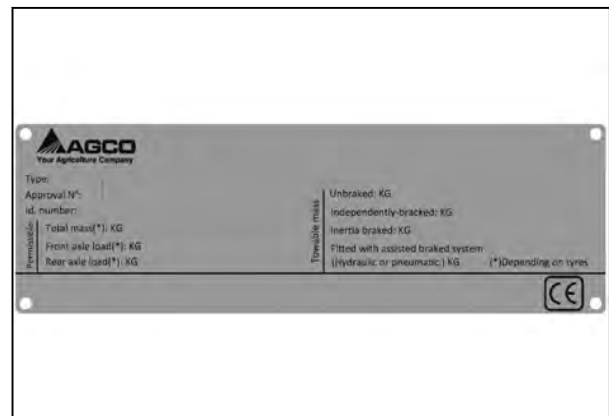 AGCO
Your Agriculture Company
Type:
Approval N°:
Id. number:
Permissible
Total mass(*): KG
Front axle load(*): KG
Rear axle load(*): KG
Towable mass
Unbraked: KG
Independently-bracked: KG
Inertia braked: KG
Fitted with assisted braked system
(Hydraulic or pneumatic:) KG (*)Depending on tyres
CE